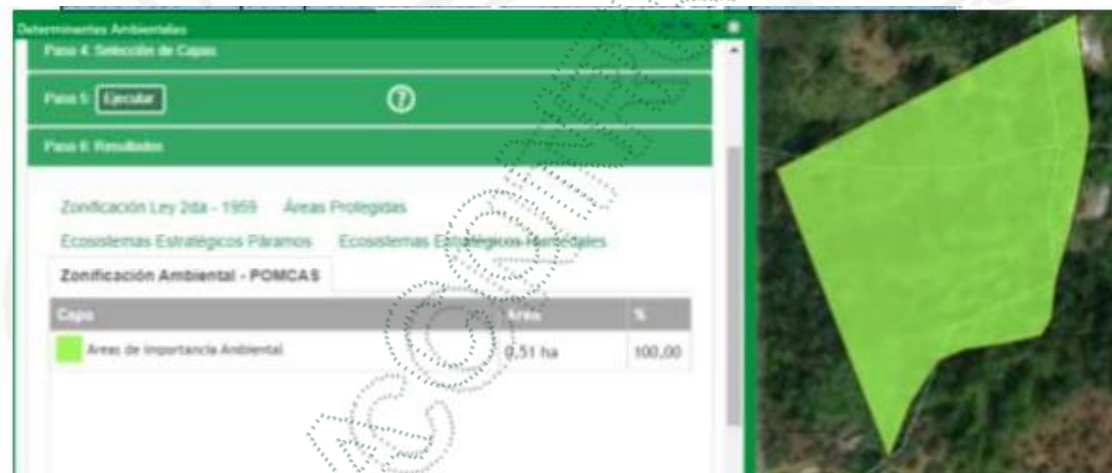 Determinantes Ambientales
Paso 4: Selección de Capas
Paso 5: Ejecutar ?
Paso 6: Resultados
Zonificación Ley 2da - 1959 Áreas Protegidas
Ecosistemas Estratégicos Páramos Ecosistemas Estratégicos Humedales
Zonificación Ambiental - POMCAS
Capa Área %
Areas de Importancia Ambiental 0,51 ha 100,00